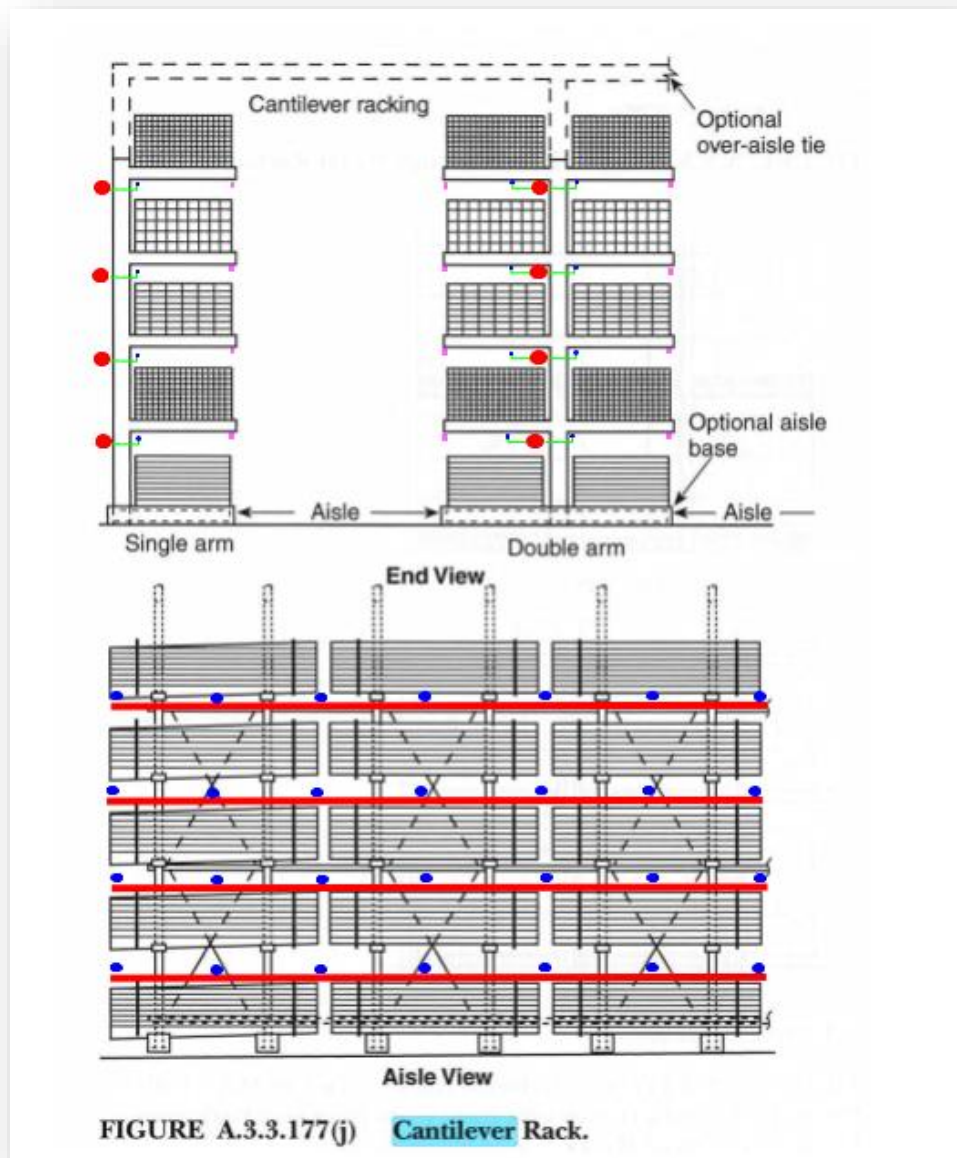 Cantilever racking
Optional
over-aisle tie
Optional aisle
base
Aisle
Aisle
Single arm
Double arm
End View
Aisle View
FIGURE A.3.3.177(j) Cantilever Rack.